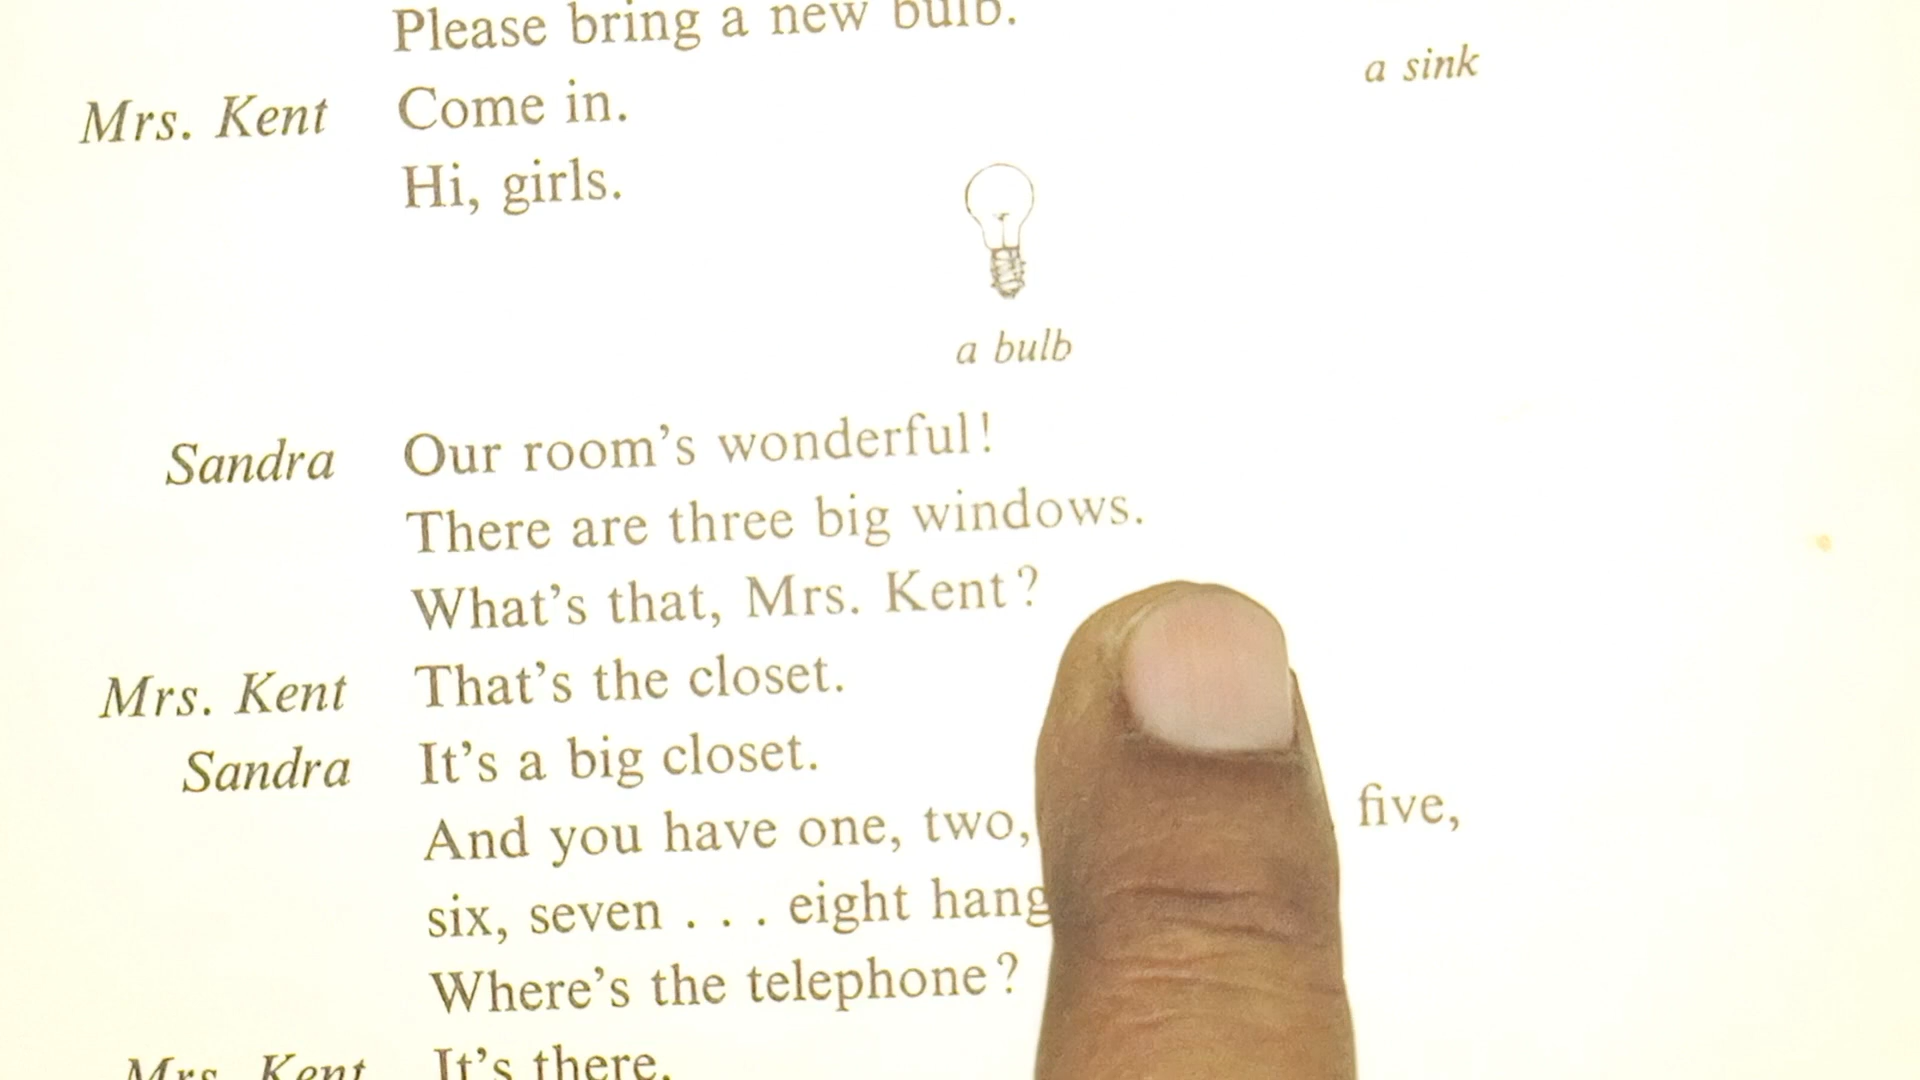 Please bring a new bulb.
a sink
Mrs. Kent Come in.
Hi, girls.
a bulb
Sandra Our room's wonderful!
There are three big windows.
What's that, Mrs. Kent?
Mrs. Kent That's the closet.
Sandra It's a big closet.
And you have one, two, five,
six, seven . . . eight
Where's the telephone?
Mrs. Kent It's there.